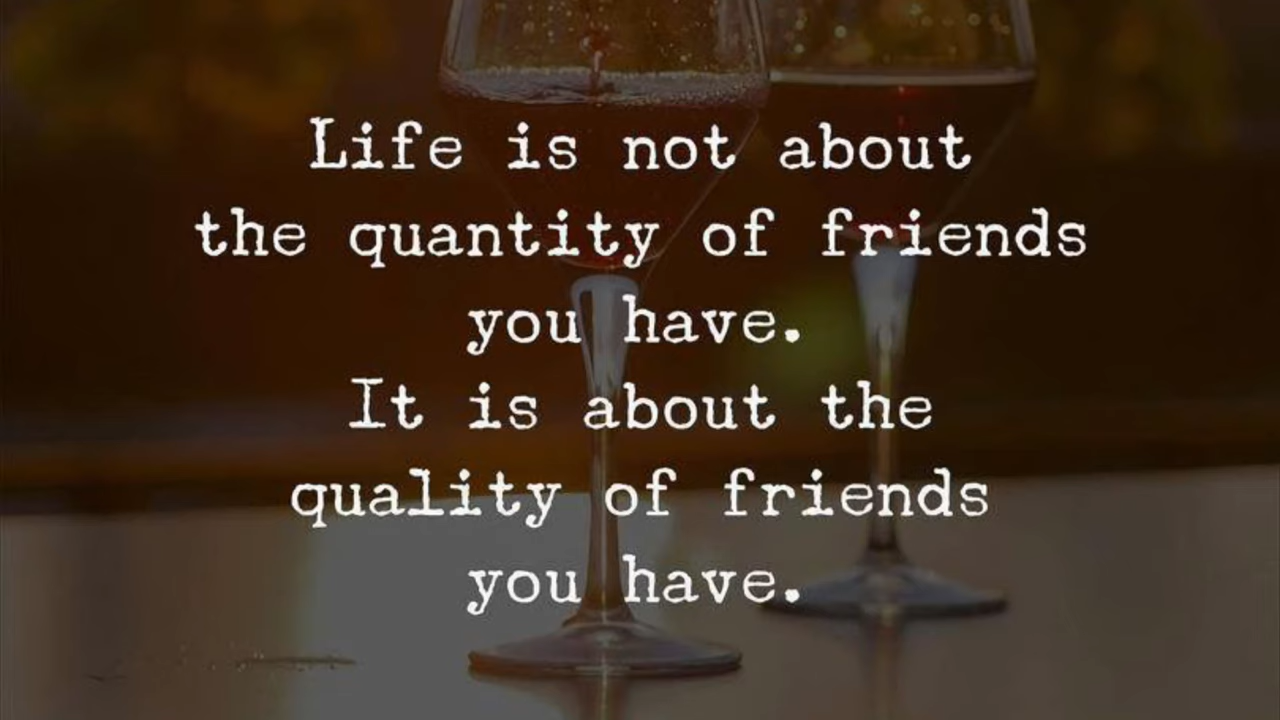 Life is not about
the quantity of friends
you have.
It is about the
quality of friends
you have.